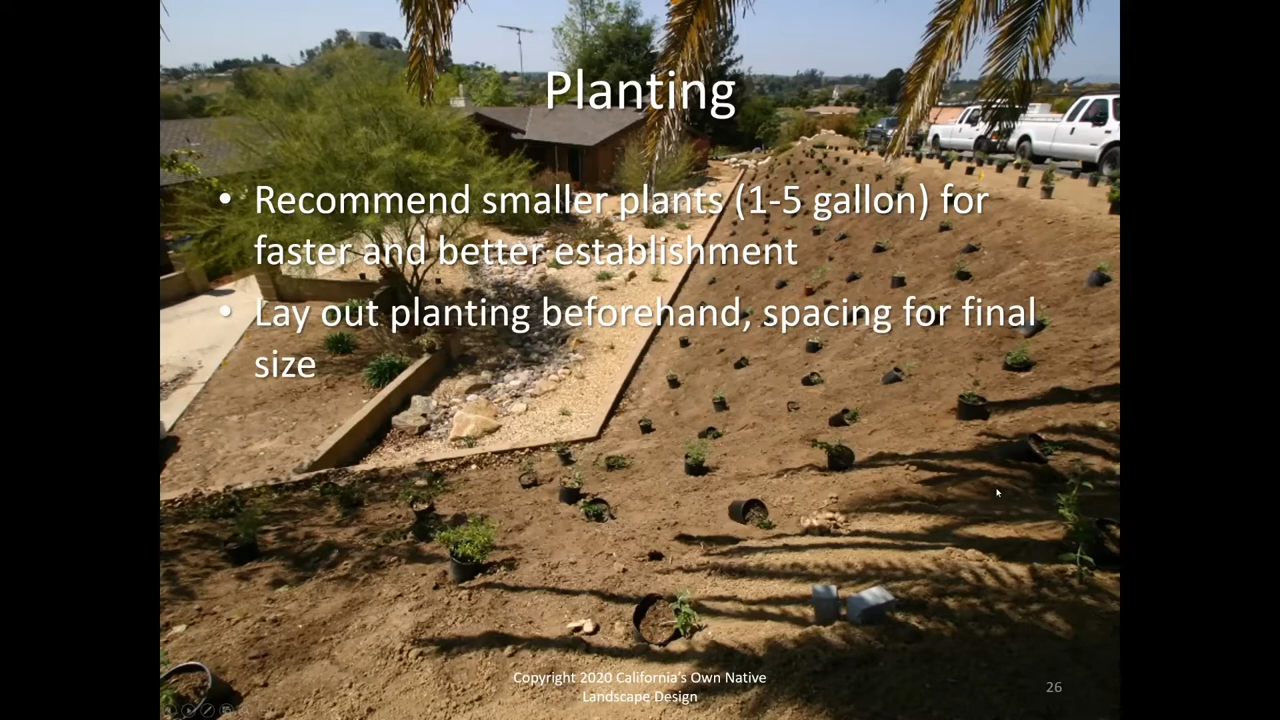 Planting
• Recommend smaller plants (1-5 gallon) for
faster and better establishment
• Lay out planting beforehand, spacing for final
size
Copyright 2020 California's Own Native
Landscape Design
26